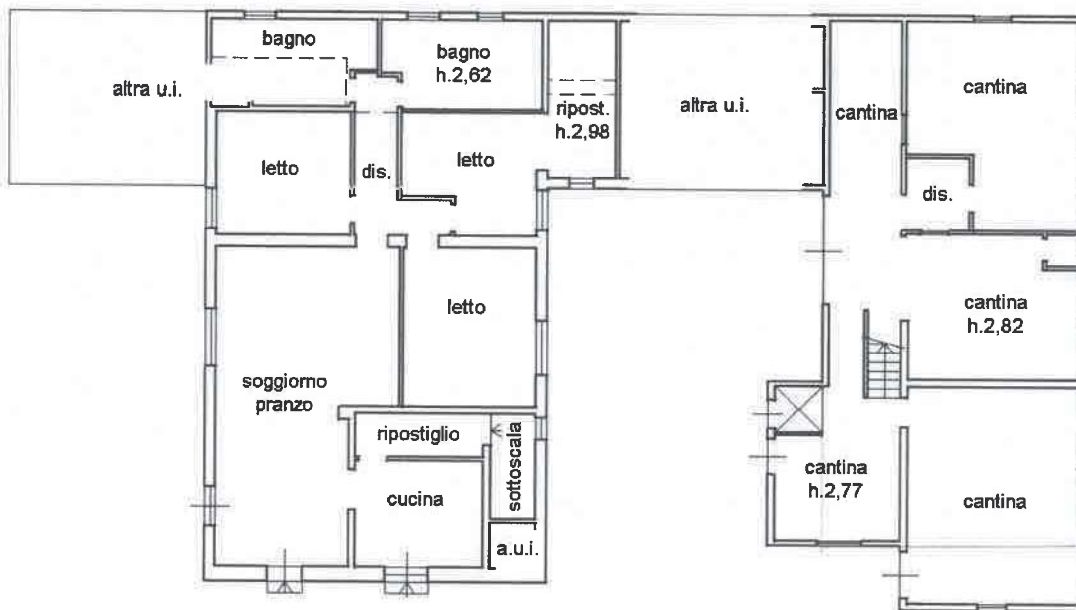 bagno
bagno
h.2,62
altra u.i.
ripost.
h.2,98
altra u.i.
cantina
cantina
letto
dis.
letto
dis.
letto
cantina
h.2,82
soggiorno
pranzo
ripostiglio
sottoscala
cucina
cantina
h.2,77
cantina
a.u.i.